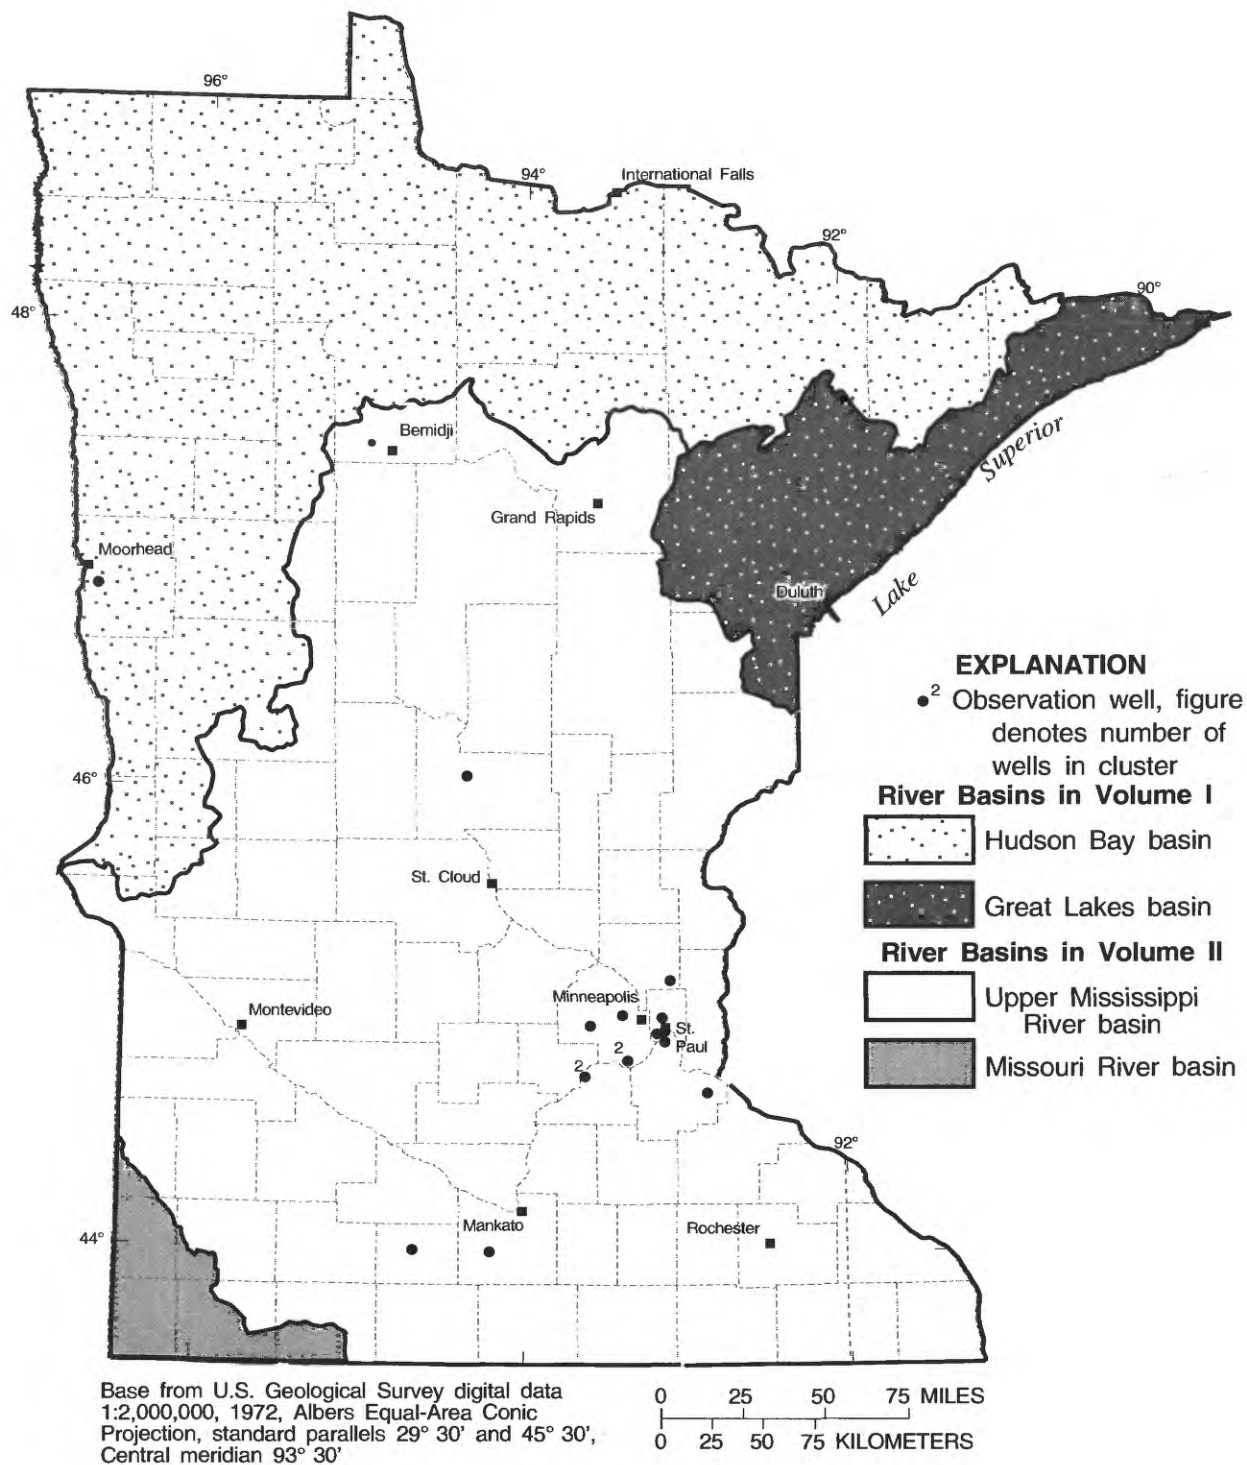 96°
94°
International Falls
92°
90°
48°
Bemidji
Grand Rapids
Superior
Moorhead
Duluth
Lake
EXPLANATION
2 Observation well, figure
denotes number of
wells in cluster
46°
River Basins in Volume I
Hudson Bay basin
St. Cloud
Great Lakes basin
River Basins in Volume II
Minneapolis
Montevideo
Upper Mississippi
River basin
St.
Paul
2
2
Missouri River basin
92°
Mankato
Rochester
44°
Base from U.S. Geological Survey digital data
1:2,000,000, 1972, Albers Equal-Area Conic
Projection, standard parallels 29° 30' and 45° 30',
Central meridian 93° 30'
0 25 50 75 MILES
0 25 50 75 KILOMETERS